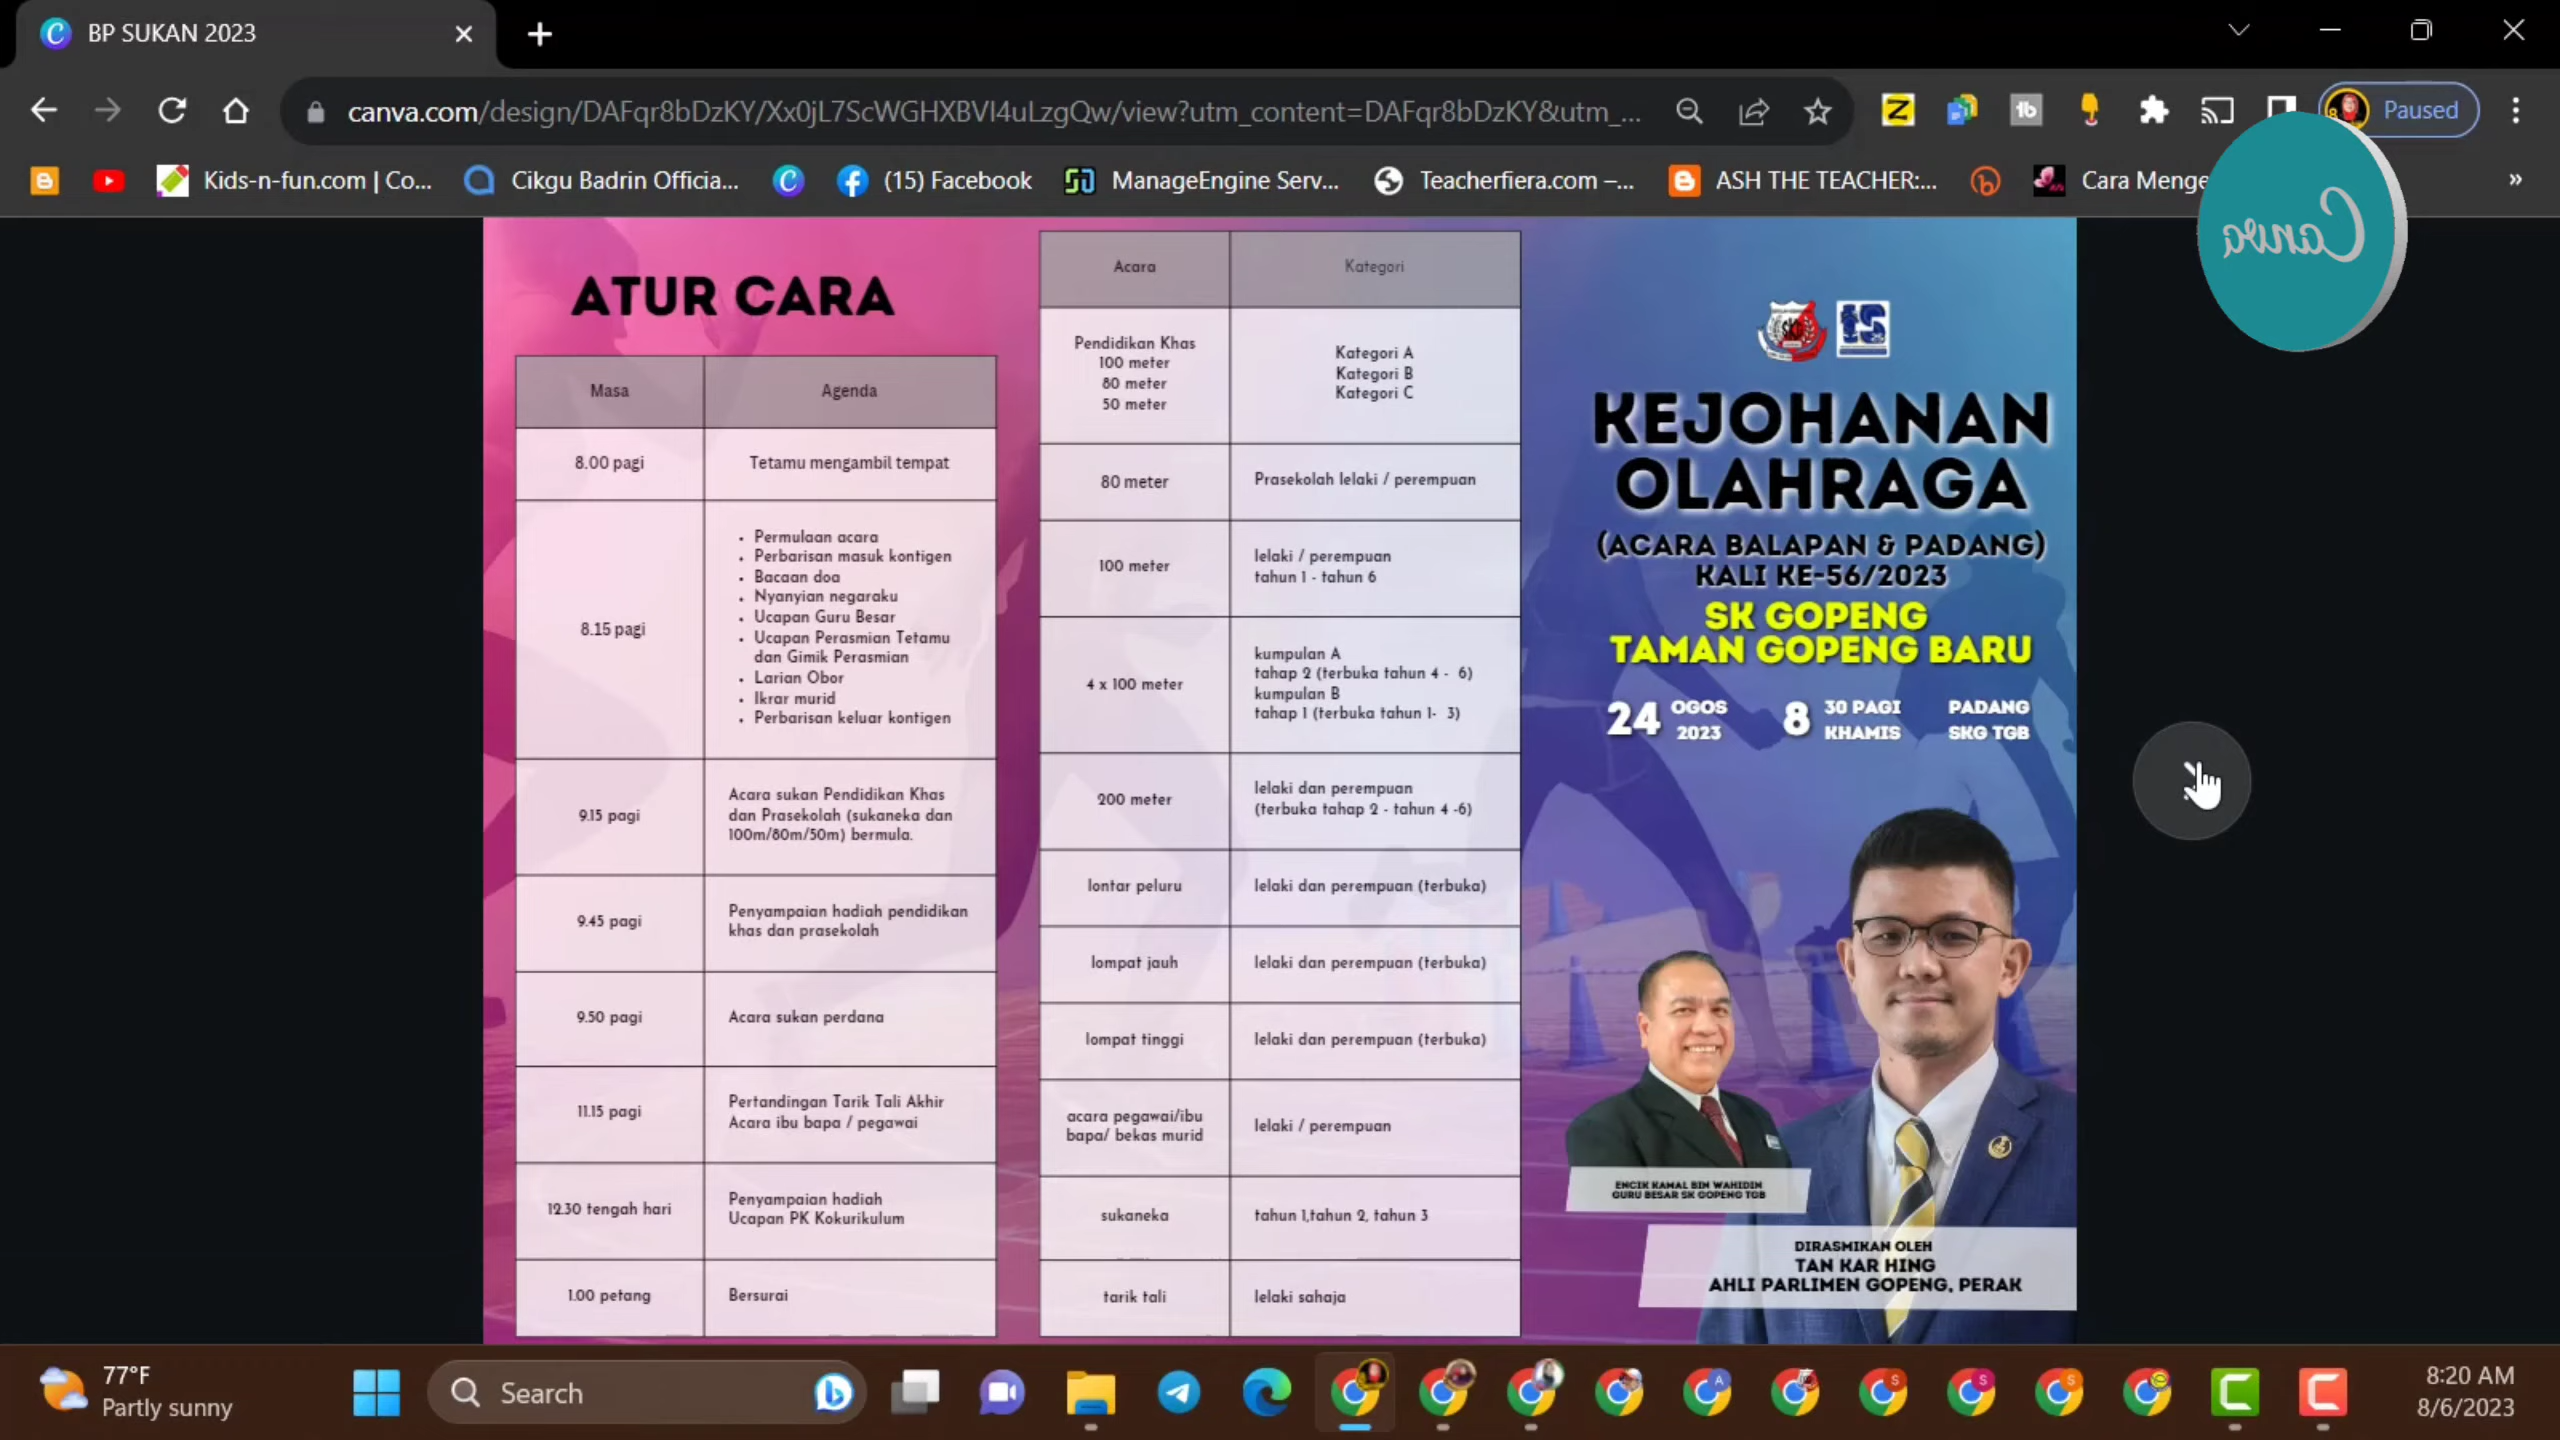 BP SUKAN 2023
canva.com/design/DAFqr8bDzKY/Xx0jL7ScWGHXBVI4uLzgQw/view?utm_content=DAFqr8bDzKY&utm_...
Paused
Kids-n-fun.com | Co...
Cikgu Badrin Officia...
(15) Facebook
ManageEngine Serv...
Teacherfiera.com –...
ASH THE TEACHER:...
Cara Menge
»
Canva
ATUR CARA
Masa
Agenda
8.00 pagi
Tetamu mengambil tempat
8.15 pagi
• Permulaan acara
• Perbarisan masuk kontigen
• Bacaan doa
• Nyanyian negaraku
• Ucapan Guru Besar
• Ucapan Perasmian Tetamu
dan Gimik Perasmian
• Larian Obor
• Ikrar murid
• Perbarisan keluar kontigen
9.15 pagi
Acara sukan Pendidikan Khas
dan Prasekolah (sukaneka dan
100m/80m/50m) bermula.
9.45 pagi
Penyampaian hadiah pendidikan
khas dan prasekolah
9.50 pagi
Acara sukan perdana
11.15 pagi
Pertandingan Tarik Tali Akhir
Acara ibu bapa / pegawai
12.30 tengah hari
Penyampaian hadiah
Ucapan PK Kokurikulum
1.00 petang
Bersurai
Acara
Kategori
Pendidikan Khas
100 meter
80 meter
50 meter
Kategori A
Kategori B
Kategori C
80 meter
Prasekolah lelaki / perempuan
100 meter
lelaki / perempuan
tahun 1 - tahun 6
4 x 100 meter
kumpulan A
tahap 2 (terbuka tahun 4 - 6)
kumpulan B
tahap 1 (terbuka tahun 1- 3)
200 meter
lelaki dan perempuan
(terbuka tahap 2 - tahun 4 -6)
lontar peluru
lelaki dan perempuan (terbuka)
lompat jauh
lelaki dan perempuan (terbuka)
lompat tinggi
lelaki dan perempuan (terbuka)
acara pegawai/ibu
bapa/ bekas murid
lelaki / perempuan
sukaneka
tahun 1,tahun 2, tahun 3
tarik tali
lelaki sahaja
KEJOHANAN
OLAHRAGA
(ACARA BALAPAN & PADANG)
KALI KE-56/2023
SK GOPENG
TAMAN GOPENG BARU
24 OGOS 2023
8 30 PAGI KHAMIS
PADANG SKG TGB
ENCIK KAMAL BIN WAHIDIN
GURU BESAR SK GOPENG TGB
DIRASMIKAN OLEH
TAN KAR HING
AHLI PARLIMEN GOPENG, PERAK
77°F
Partly sunny
Search
8:20 AM
8/6/2023